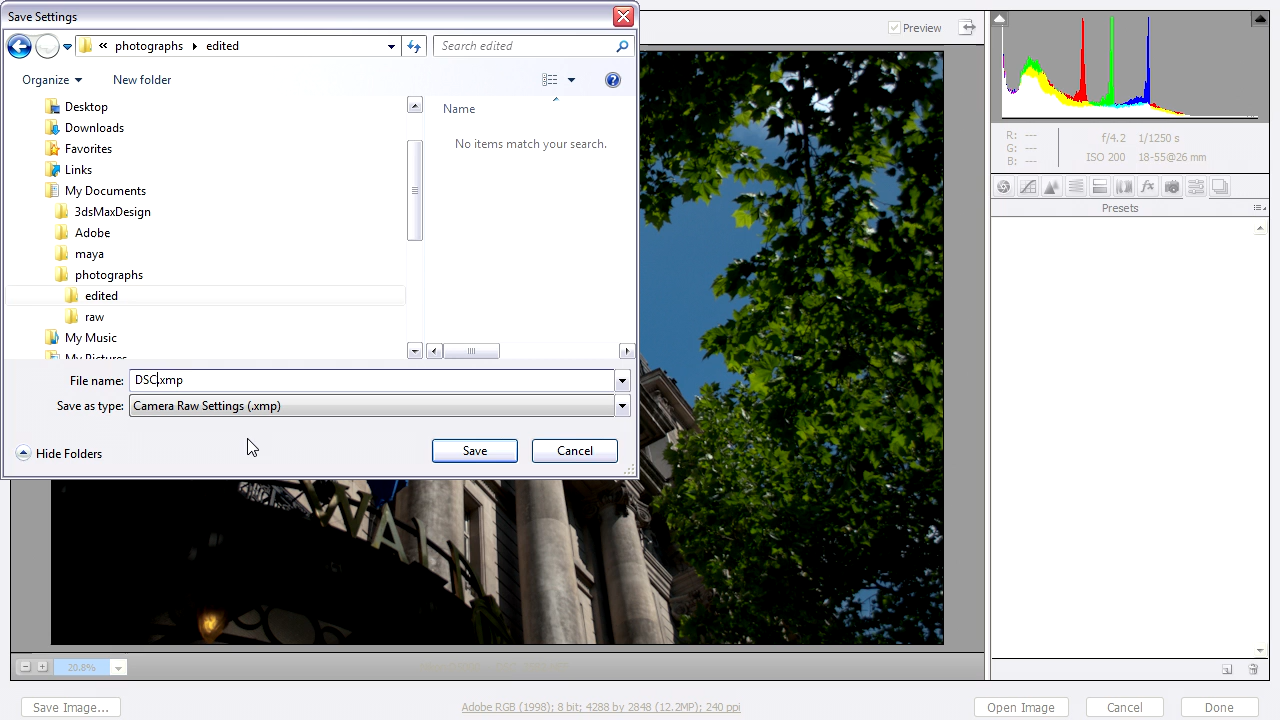 Save Settings
« photographs edited
Search edited
Organize
New folder
Desktop
Downloads
Favorites
Links
My Documents
3dsMaxDesign
Adobe
maya
photographs
edited
raw
My Music
My Pictures
Name
No items match your search.
File name: DSC.xmp
Save as type: Camera Raw Settings (.xmp)
Hide Folders
Save
Cancel
Preview
R: ---
G: ---
B: ---
f/4.2 1/1250 s
ISO 200 18-55@26 mm
Presets
20.8%
Save Image...
Adobe RGB (1998); 8 bit; 4288 by 2848 (12.2MP); 240 ppi
Open Image
Cancel
Done